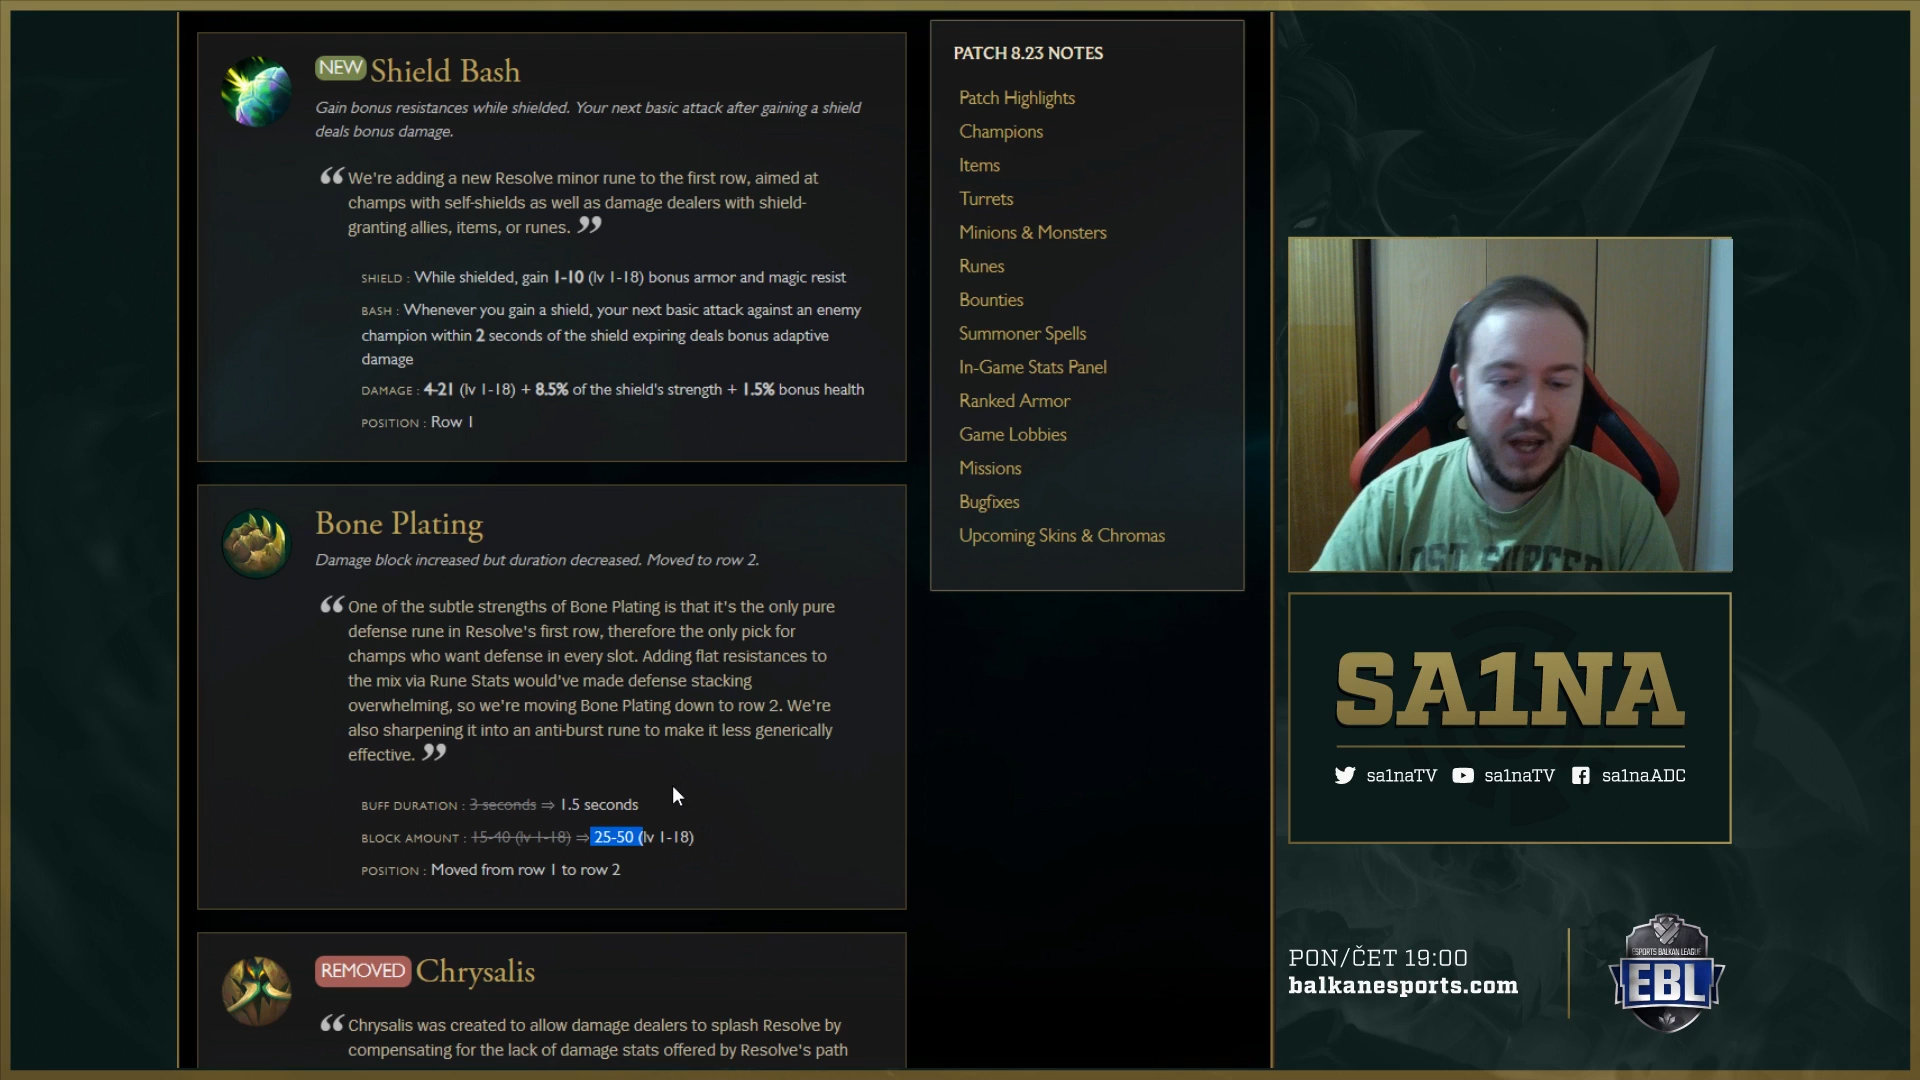 NEW Shield Bash
Gain bonus resistances while shielded. Your next basic attack after gaining a shield
deals bonus damage.
“ We're adding a new Resolve minor rune to the first row, aimed at
champs with self-shields as well as damage dealers with shield-
granting allies, items, or runes. ”
SHIELD : While shielded, gain 1-10 (lv 1-18) bonus armor and magic resist
BASH : Whenever you gain a shield, your next basic attack against an enemy
champion within 2 seconds of the shield expiring deals bonus adaptive
damage
DAMAGE : 4-21 (lv 1-18) + 8.5% of the shield's strength + 1.5% bonus health
POSITION : Row 1
Bone Plating
Damage block increased but duration decreased. Moved to row 2.
“ One of the subtle strengths of Bone Plating is that it's the only pure
defense rune in Resolve's first row, therefore the only pick for
champs who want defense in every slot. Adding flat resistances to
the mix via Rune Stats would've made defense stacking
overwhelming, so we're moving Bone Plating down to row 2. We're
also sharpening it into an anti-burst rune to make it less generically
effective. ”
BUFF DURATION : 3 seconds ⇒ 1.5 seconds
BLOCK AMOUNT : 15-40 (lv 1-18) ⇒ 25-50 (lv 1-18)
POSITION : Moved from row 1 to row 2
REMOVED Chrysalis
“ Chrysalis was created to allow damage dealers to splash Resolve by
compensating for the lack of damage stats offered by Resolve's path
PATCH 8.23 NOTES
Patch Highlights
Champions
Items
Turrets
Minions & Monsters
Runes
Bounties
Summoner Spells
In-Game Stats Panel
Ranked Armor
Game Lobbies
Missions
Bugfixes
Upcoming Skins & Chromas
LOST SURFER
SA1NA
sa1naTV sa1naTV sa1naADC
PON/ČET 19:00
balkanesports.com
ESPORTS BALKAN LEAGUE
EBL